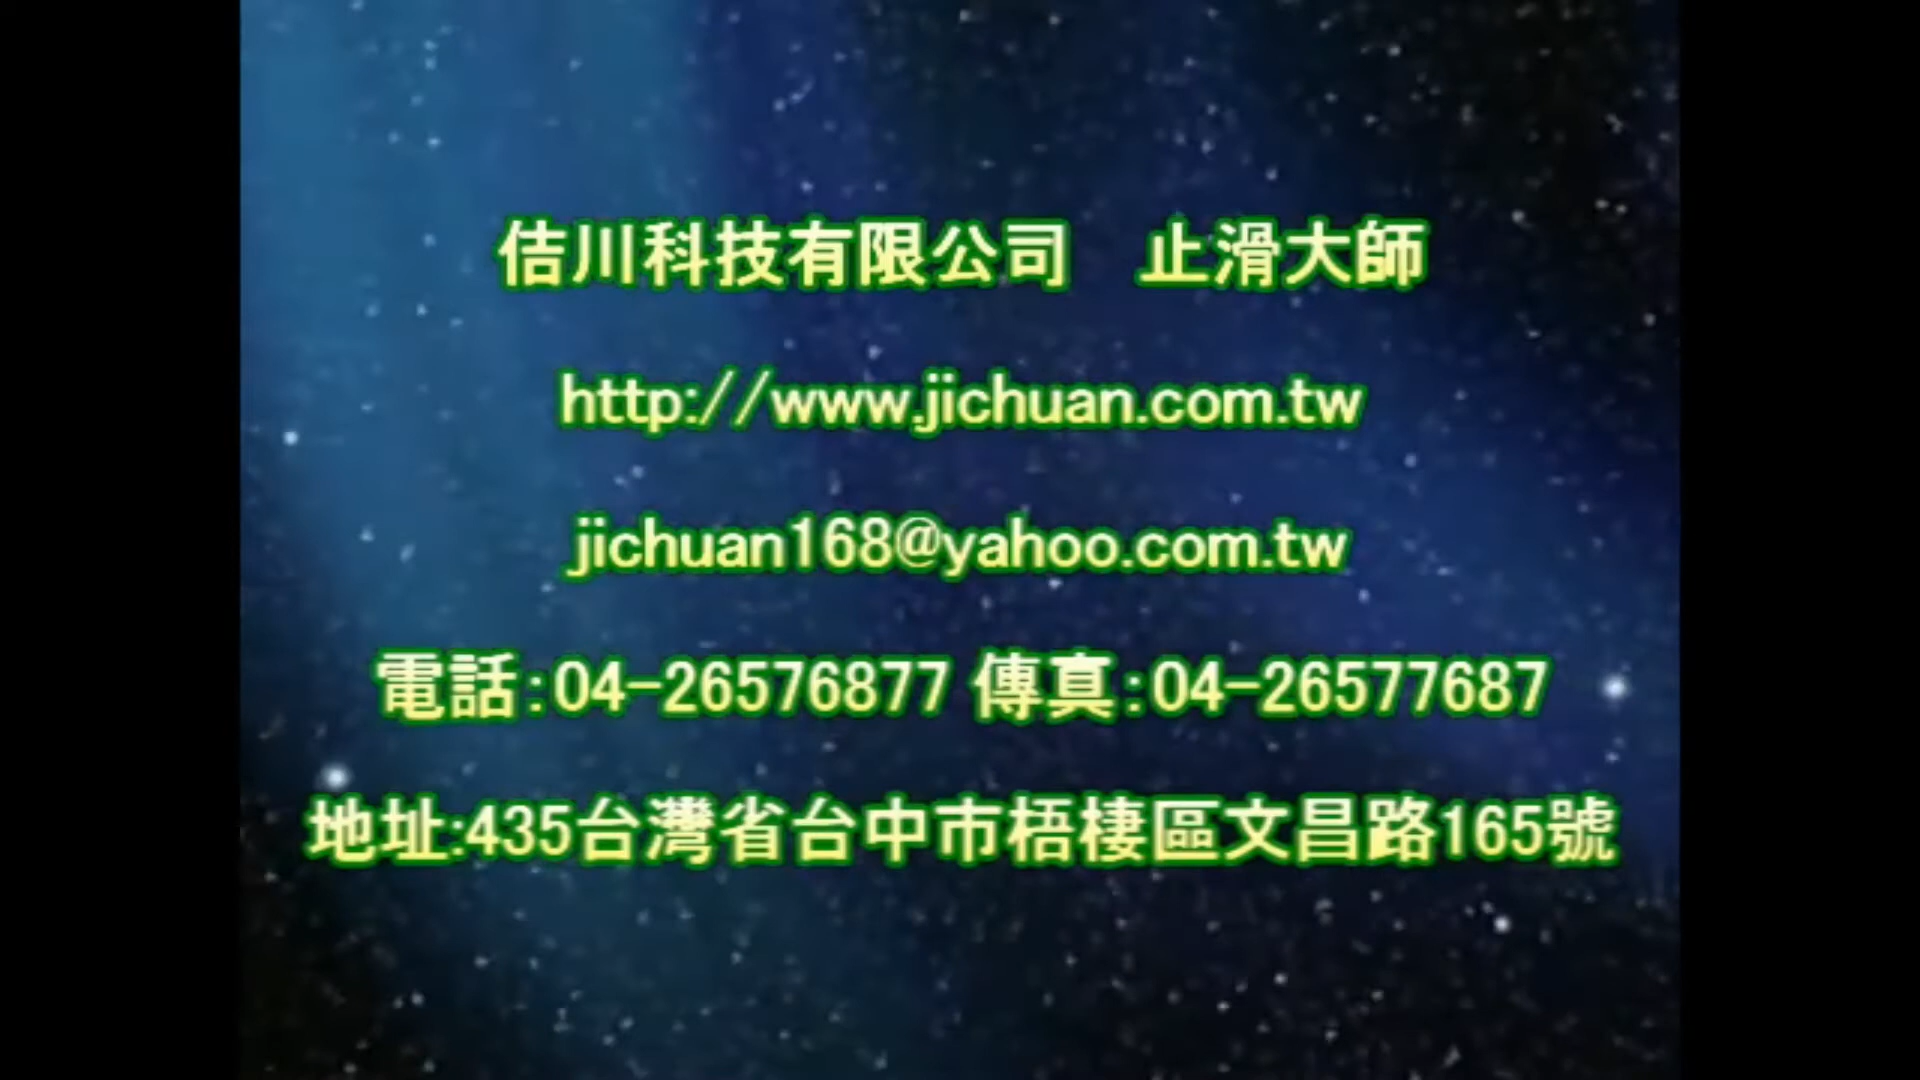 佶川科技有限公司　止滑大師
http://www.jichuan.com.tw
jichuan168@yahoo.com.tw
電話:04-26576877 傳真:04-26577687
地址:435台灣省台中市梧棲區文昌路165號